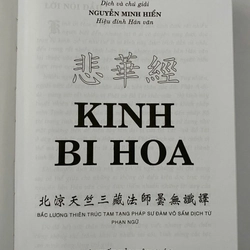 Dịch và chú giải
NGUYỄN MINH HIỂN
Hiệu đính Hán văn
悲華經
KINH
BI HOA
北涼天竺三藏法師曇無讖譯
BẮC LƯƠNG THIÊN TRÚC TAM TẠNG PHÁP SƯ ĐÀM VÔ SẤM DỊCH TỪ
PHẠN NGỮ